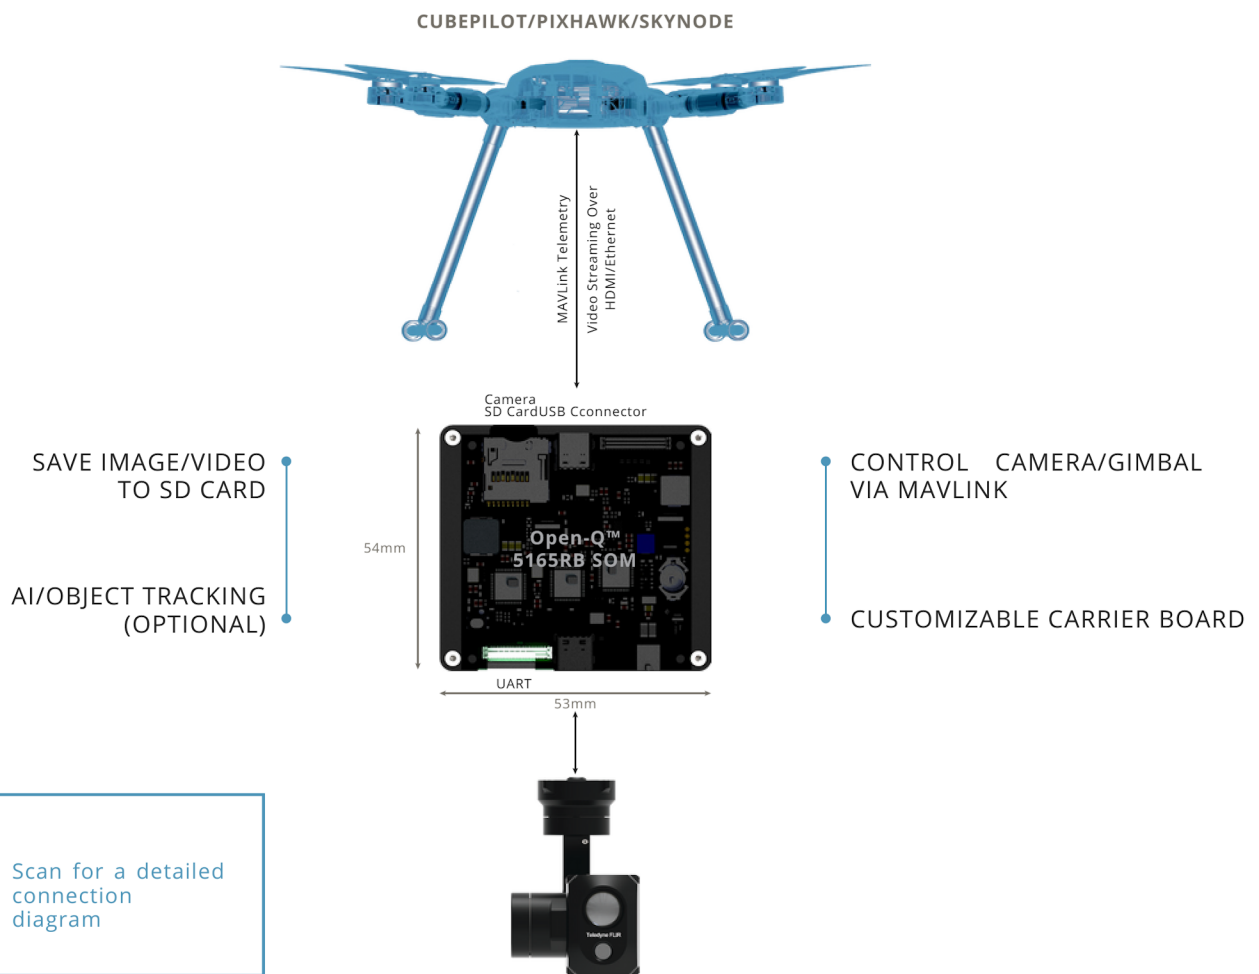 CUBEPILOT/PIXHAWK/SKYNODE
MAVLink Telemetry
Video Streaming Over
HDMI/Ethernet
Camera
SD CardUSB Cconnector
SAVE IMAGE/VIDEO
TO SD CARD
CONTROL CAMERA/GIMBAL
VIA MAVLINK
54mm
Open-Q™
5165RB SOM
AI/OBJECT TRACKING
(OPTIONAL)
CUSTOMIZABLE CARRIER BOARD
UART
53mm
Scan for a detailed
connection
diagram
Teledyne FLIR